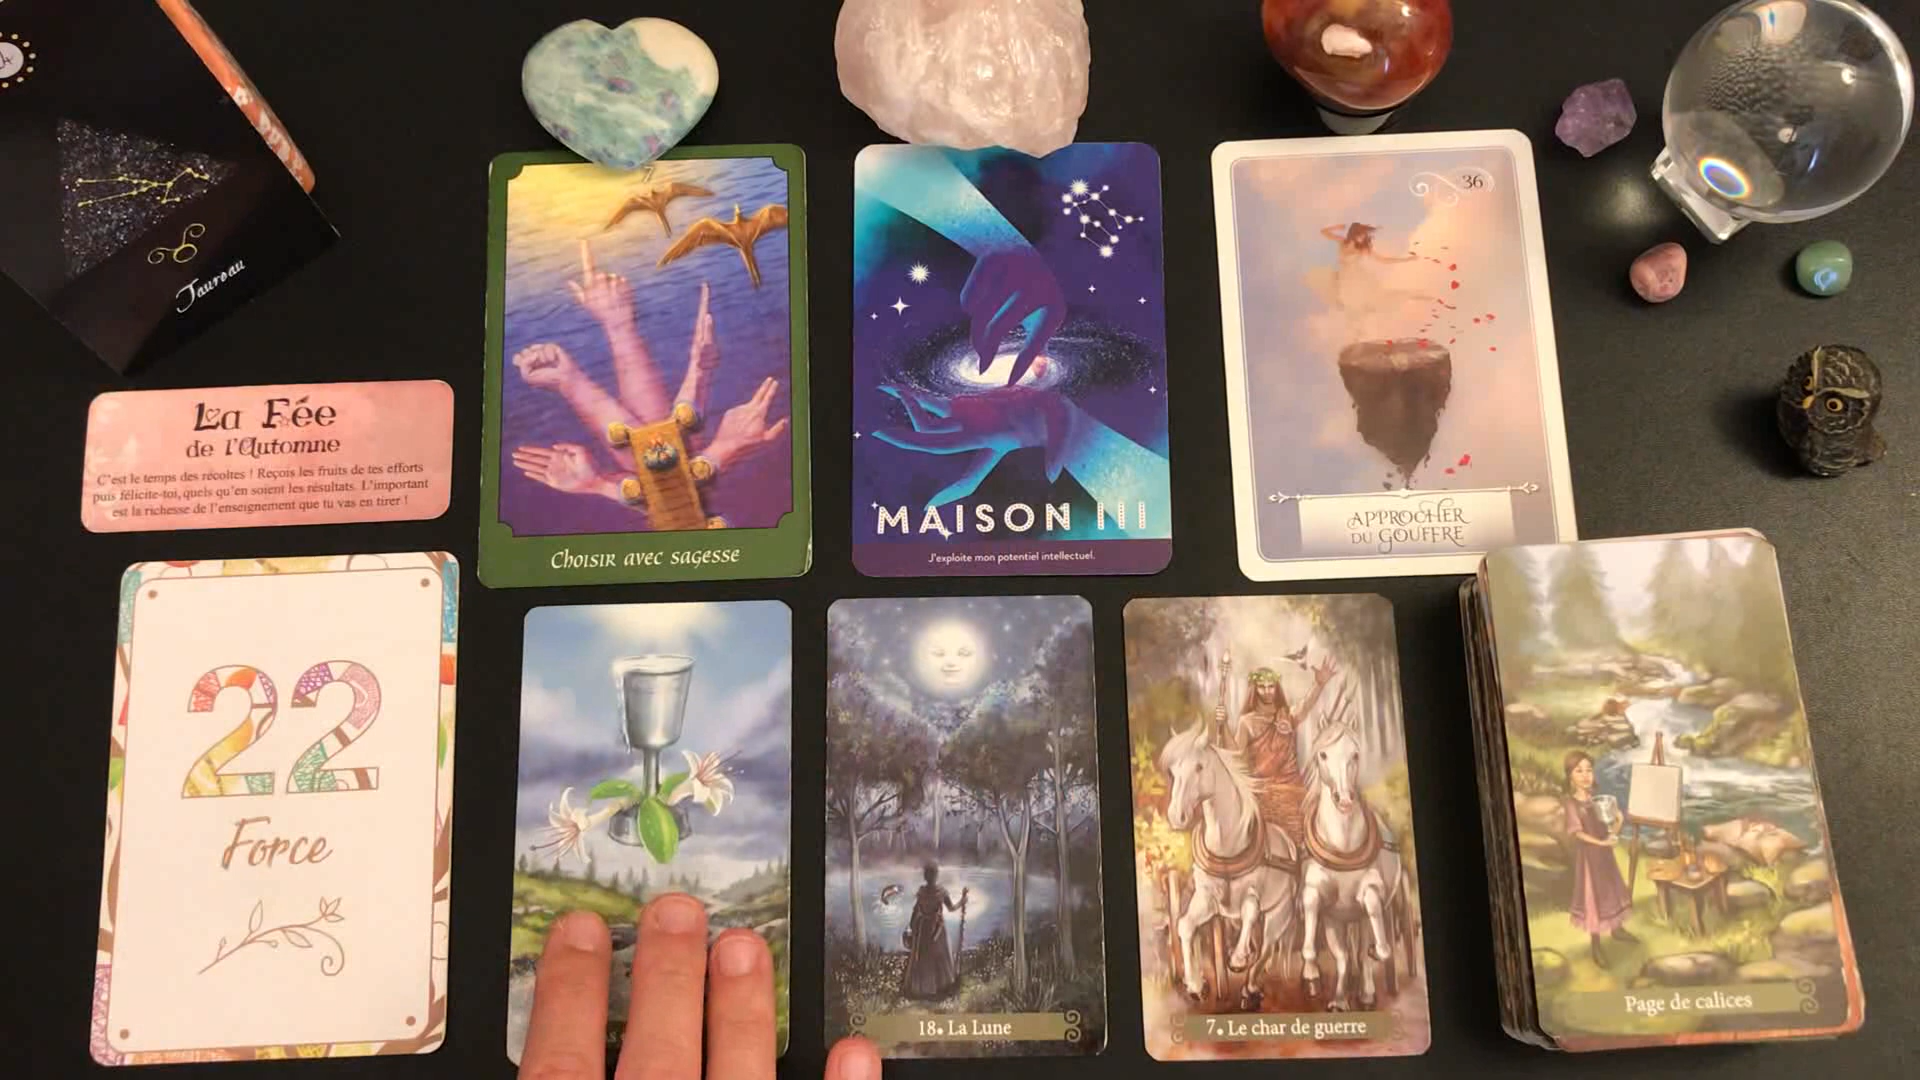 Taureau
La Fée
de l'Automne
C'est le temps des récoltes ! Reçois les fruits de tes efforts
puis félicite-toi, quels qu'en soient les résultats. L'important
est la richesse de l'enseignement que tu vas en tirer !
22
Force
7
Choisir avec sagesse
MAISON III
J'exploite mon potentiel intellectuel.
36
APPROCHER
DU GOUFFRE
18. La Lune
7. Le char de guerre
Page de calices